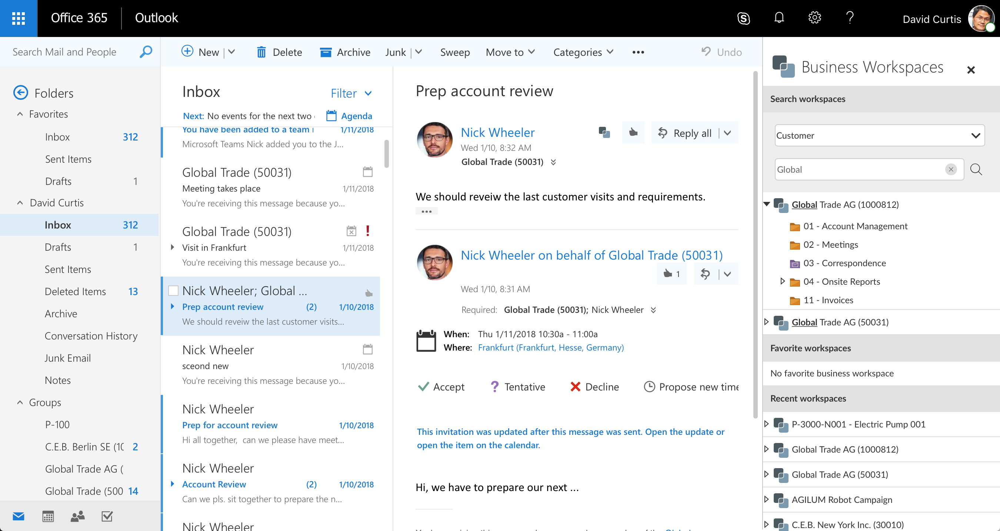 Office 365
Outlook
David Curtis
Search Mail and People
New
Delete
Archive
Junk
Sweep
Move to
Categories
Undo
Folders
Favorites
Inbox 312
Sent Items
Drafts 1
David Curtis
Inbox 312
Drafts 1
Sent Items
Deleted Items 13
Archive
Conversation History
Junk Email
Notes
Groups
P-100
C.E.B. Berlin SE (10 2
Global Trade AG (
Global Trade (500 14
Inbox
Filter
Next: No events for the next two
Agenda
You have been added to a team 1/11/2018
Microsoft Teams Nick added you to the J...
Global Trade (50031)
Meeting takes place 1/11/2018
You're receiving this message because yo...
Global Trade (50031)
Visit in Frankfurt 1/11/2018
You're receiving this message because yo...
Nick Wheeler; Global ...
Prep account review (2) 1/10/2018
We should reveiw the last customer visits...
Nick Wheeler
sceond new 1/10/2018
You're receiving this message because yo...
Nick Wheeler
Prep for account review 1/10/2018
Hi all together, can we please have meet...
Nick Wheeler
Account Review (2) 1/10/2018
Can we pls. sit together to prepare the n...
Nick Wheeler
Prep account review
Nick Wheeler
Reply all
Wed 1/10, 8:32 AM
Global Trade (50031)
We should reveiw the last customer visits and requirements.
...
Nick Wheeler on behalf of Global Trade (50031)
1
Wed 1/10, 8:31 AM
Required: Global Trade (50031); Nick Wheeler
When: Thu 1/11/2018 10:30a - 11:00a
Where: Frankfurt (Frankfurt, Hesse, Germany)
Accept
Tentative
Decline
Propose new time
This invitation was updated after this message was sent. Open the update or
open the item on the calendar.
Hi, we have to prepare our next ...
Business Workspaces
Search workspaces
Customer
Global
Global Trade AG (1000812)
01 - Account Management
02 - Meetings
03 - Correspondence
04 - Onsite Reports
11 - Invoices
Global Trade AG (50031)
Favorite workspaces
No favorite business workspace
Recent workspaces
P-3000-N001 - Electric Pump 001
Global Trade AG (1000812)
Global Trade AG (50031)
AGILUM Robot Campaign
C.E.B. New York Inc. (30010)